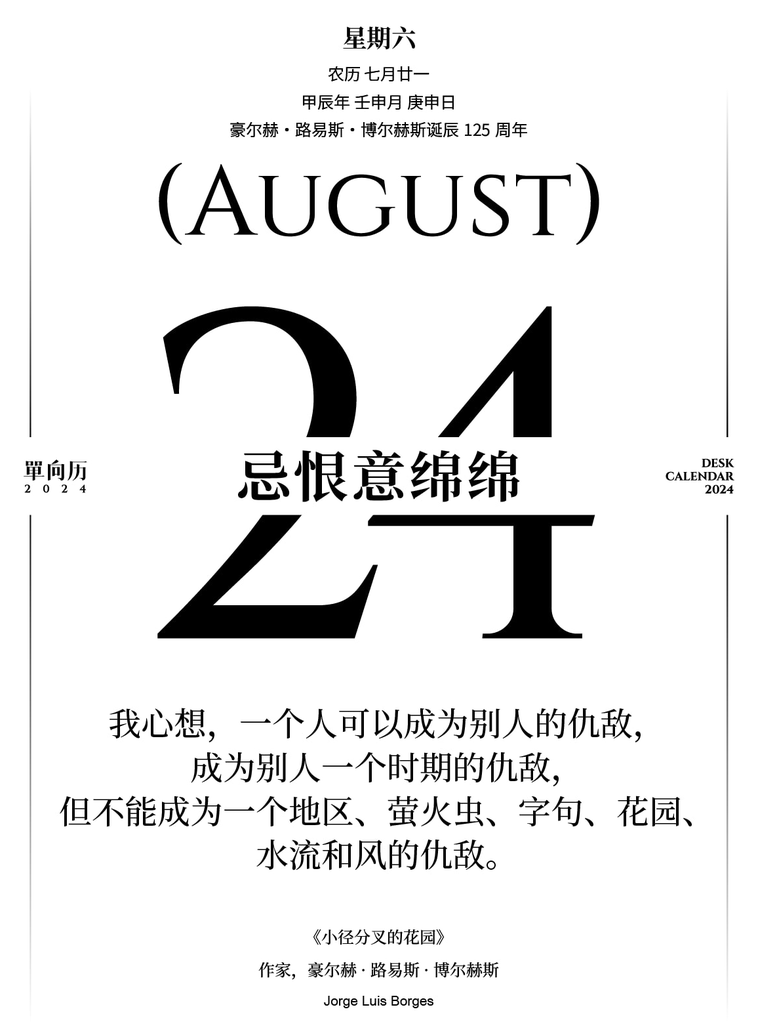 星期六
农历 七月廿一
甲辰年 壬申月 庚申日
豪尔赫·路易斯·博尔赫斯诞辰 125 周年
(AUGUST)
24
單向历
2 0 2 4
忌恨意绵绵
DESK
CALENDAR
2024
我心想，一个人可以成为别人的仇敌，
成为别人一个时期的仇敌，
但不能成为一个地区、萤火虫、字句、花园、
水流和风的仇敌。
《小径分叉的花园》
作家，豪尔赫·路易斯·博尔赫斯
Jorge Luis Borges